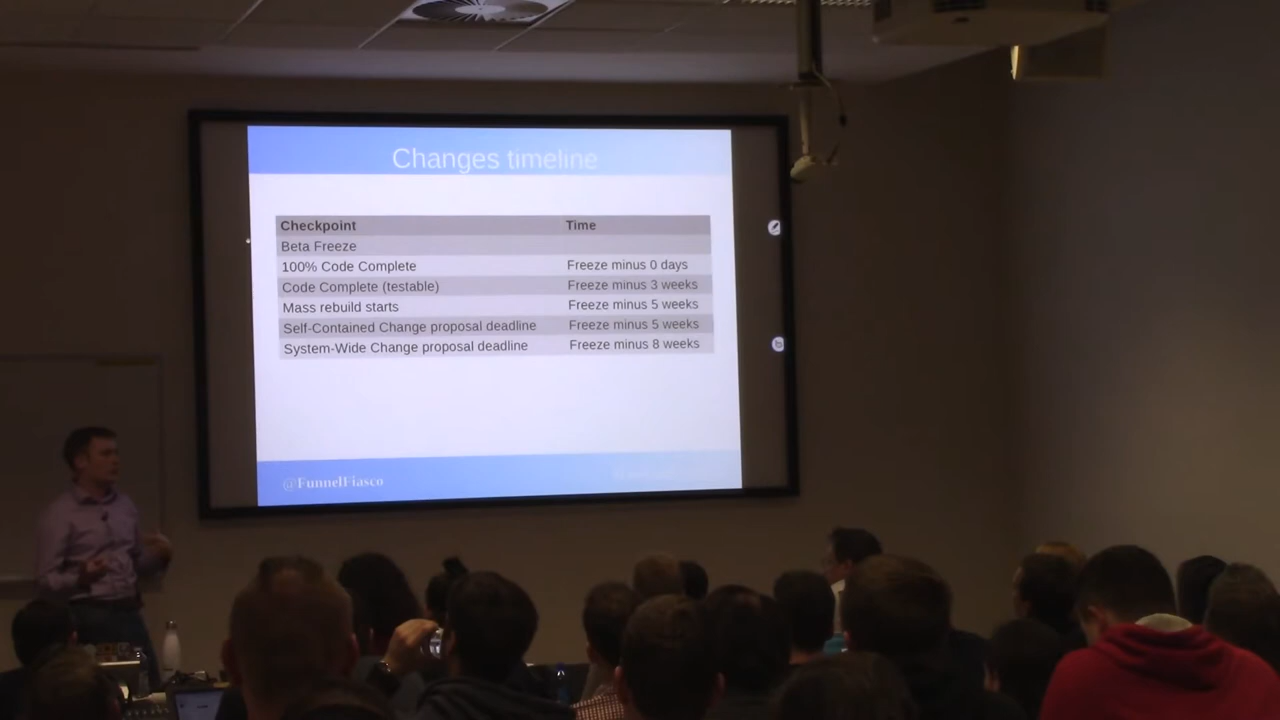 Changes timeline
Checkpoint Time
Beta Freeze
100% Code Complete Freeze minus 0 days
Code Complete (testable) Freeze minus 3 weeks
Mass rebuild starts Freeze minus 5 weeks
Self-Contained Change proposal deadline Freeze minus 5 weeks
System-Wide Change proposal deadline Freeze minus 8 weeks
@FunnelFiasco